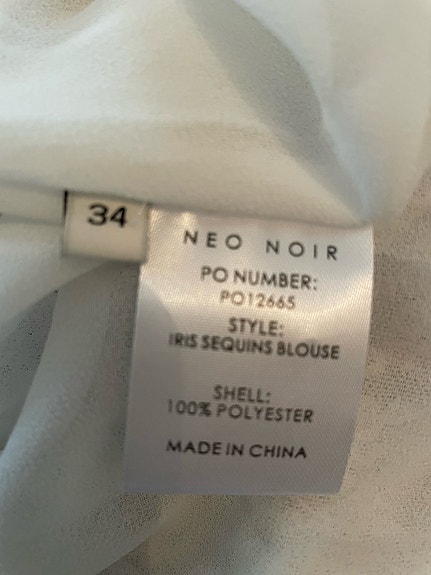 34
NEO NOIR
PO NUMBER:
PO12665
STYLE:
IRIS SEQUINS BLOUSE
SHELL:
100% POLYESTER
MADE IN CHINA